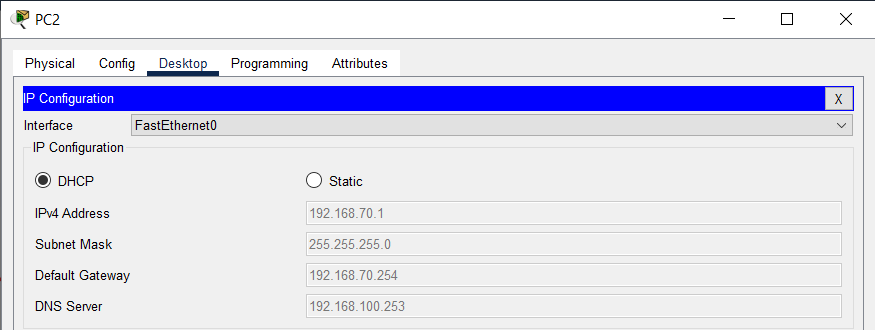 PC2
Physical Config Desktop Programming Attributes
IP Configuration X
Interface FastEthernet0
IP Configuration
DHCP Static
IPv4 Address 192.168.70.1
Subnet Mask 255.255.255.0
Default Gateway 192.168.70.254
DNS Server 192.168.100.253